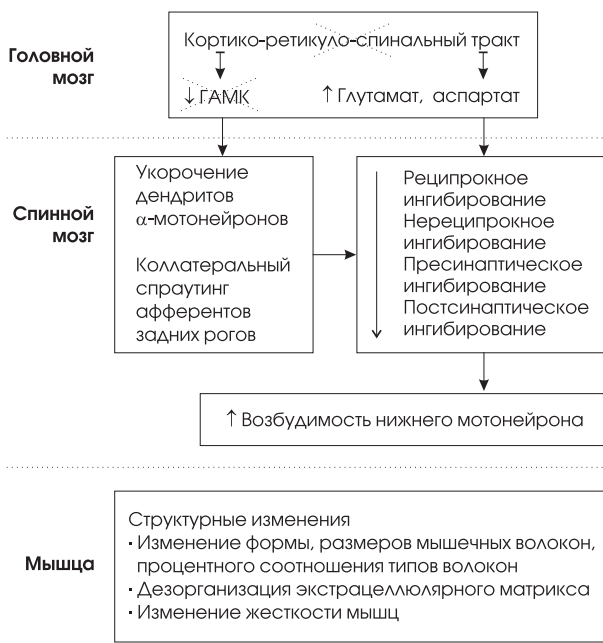 Головной
мозг
Кортико-ретикуло-спинальный тракт
↓ ГАМК
↑ Глутамат, аспартат
Спинной
мозг
Укорочение
дендритов
α-мотонейронов
Коллатеральный
спраутинг
афферентов
задних рогов
Реципрокное
ингибирование
Нереципрокное
ингибирование
Пресинаптическое
ингибирование
Постсинаптическое
ингибирование
↑ Возбудимость нижнего мотонейрона
Мышца
Структурные изменения
· Изменение формы, размеров мышечных волокон,
процентного соотношения типов волокон
· Дезорганизация экстрацеллюлярного матрикса
· Изменение жесткости мышц